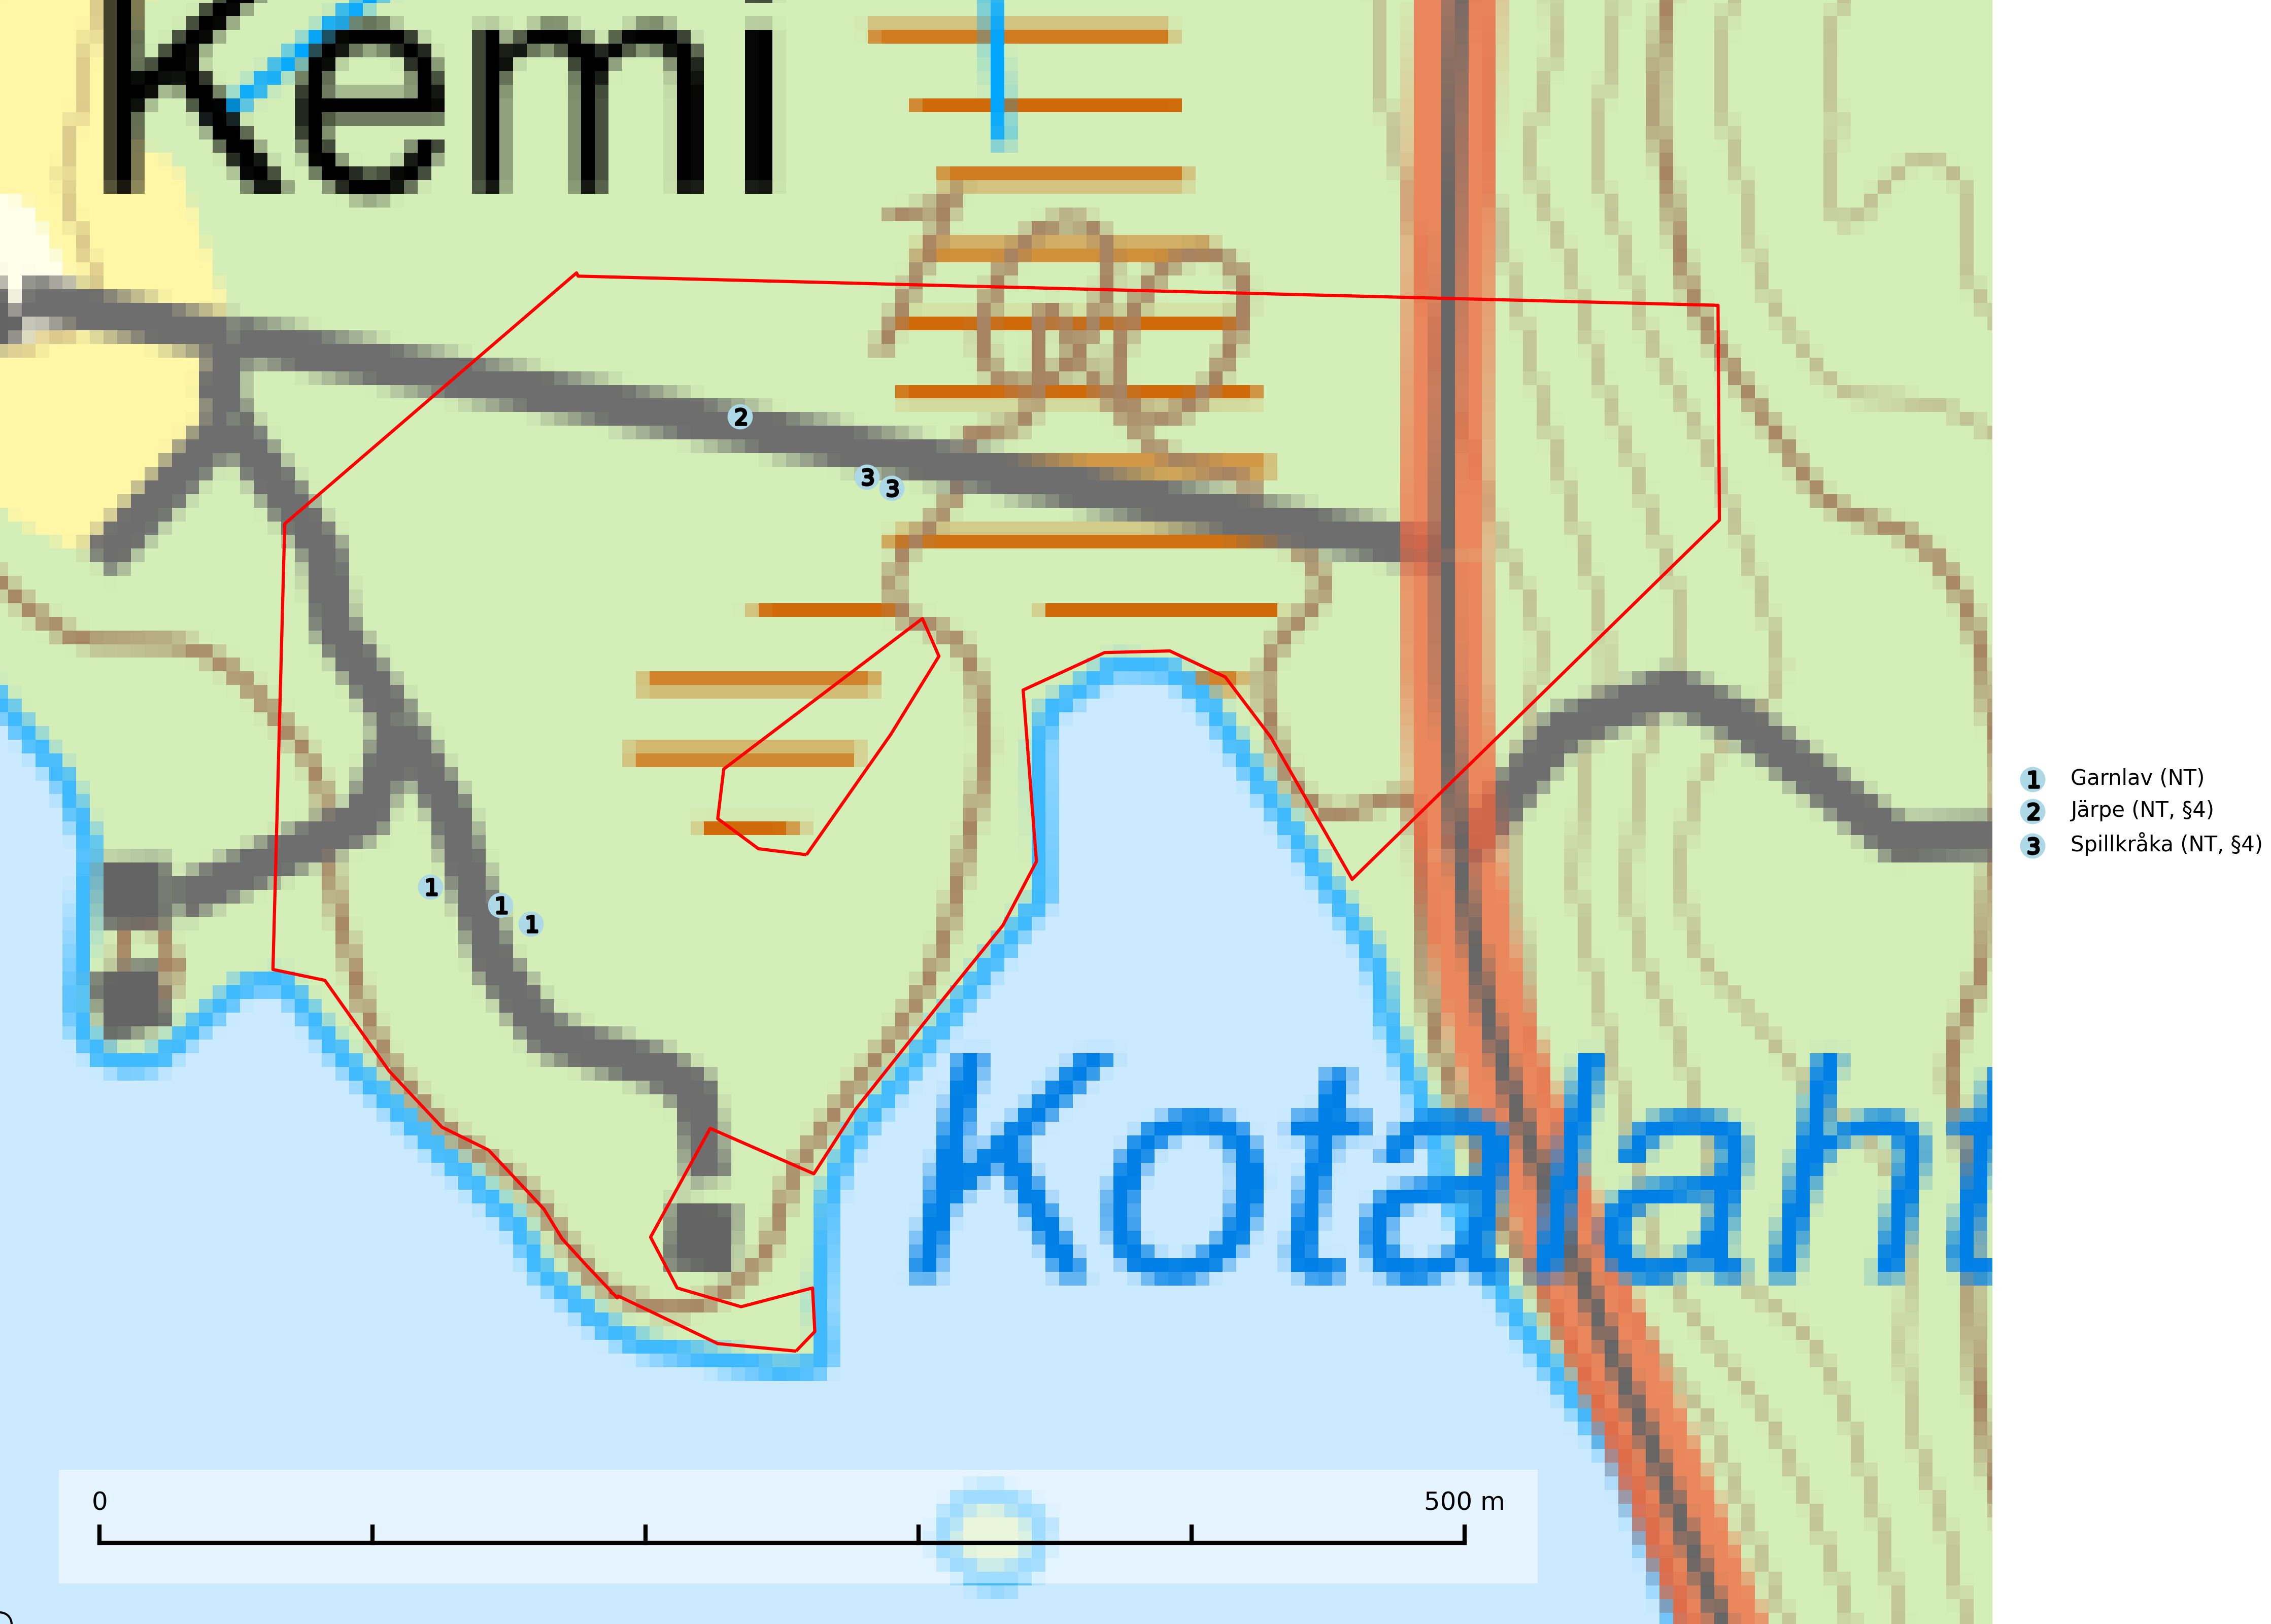 Kemi
180
2
3
3
1
1
1
Kotalaht
0
500 m
1 Garnlav (NT)
2 Järpe (NT, §4)
3 Spillkråka (NT, §4)